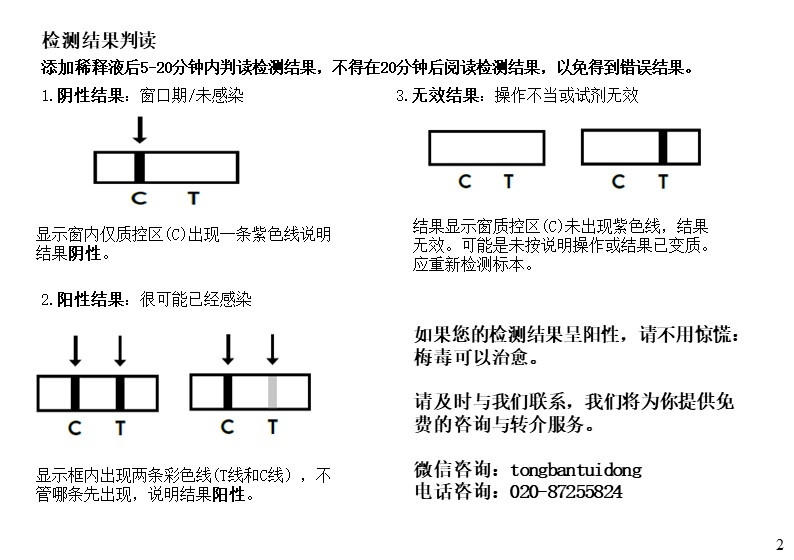 检测结果判读
添加稀释液后5-20分钟内判读检测结果，不得在20分钟后阅读检测结果，以免得到错误结果。
1.阴性结果：窗口期/未感染
C T
显示窗内仅质控区(C)出现一条紫色线说明
结果阴性。
2.阳性结果：很可能已经感染
C T
C T
显示框内出现两条彩色线(T线和C线），不
管哪条先出现，说明结果阳性。
3.无效结果：操作不当或试剂无效
C T
C T
结果显示窗质控区(C)未出现紫色线，结果
无效。可能是未按说明操作或结果已变质。
应重新检测标本。
如果您的检测结果呈阳性，请不用惊慌：
梅毒可以治愈。
请及时与我们联系，我们将为你提供免
费的咨询与转介服务。
微信咨询：tongbantuidong
电话咨询：020-87255824
2